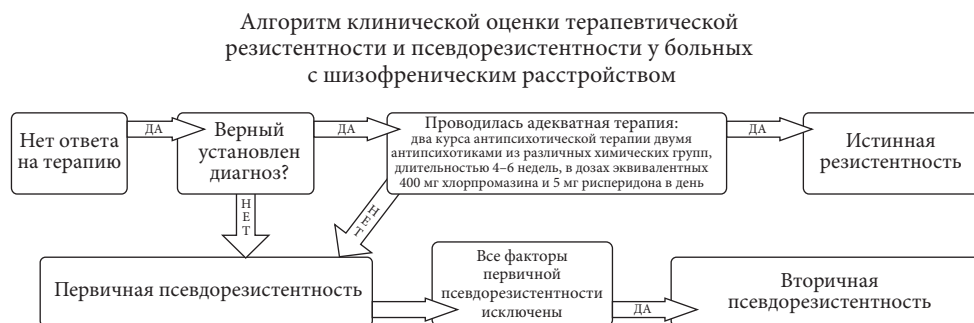 Алгоритм клинической оценки терапевтической
резистентности и псевдорезистентности у больных
с шизофреническим расстройством
Нет ответа
на терапию
ДА
Верный
установлен
диагноз?
ДА
Проводилась адекватная терапия:
два курса антипсихотической терапии двумя
антипсихотиками из различных химических групп,
длительностью 4–6 недель, в дозах эквивалентных
400 мг хлорпромазина и 5 мг рисперидона в день
ДА
Истинная
резистентность
НЕТ
НЕТ
Первичная псевдорезистентность
Все факторы
первичной
псевдорезистентности
исключены
ДА
Вторичная
псевдорезистентность